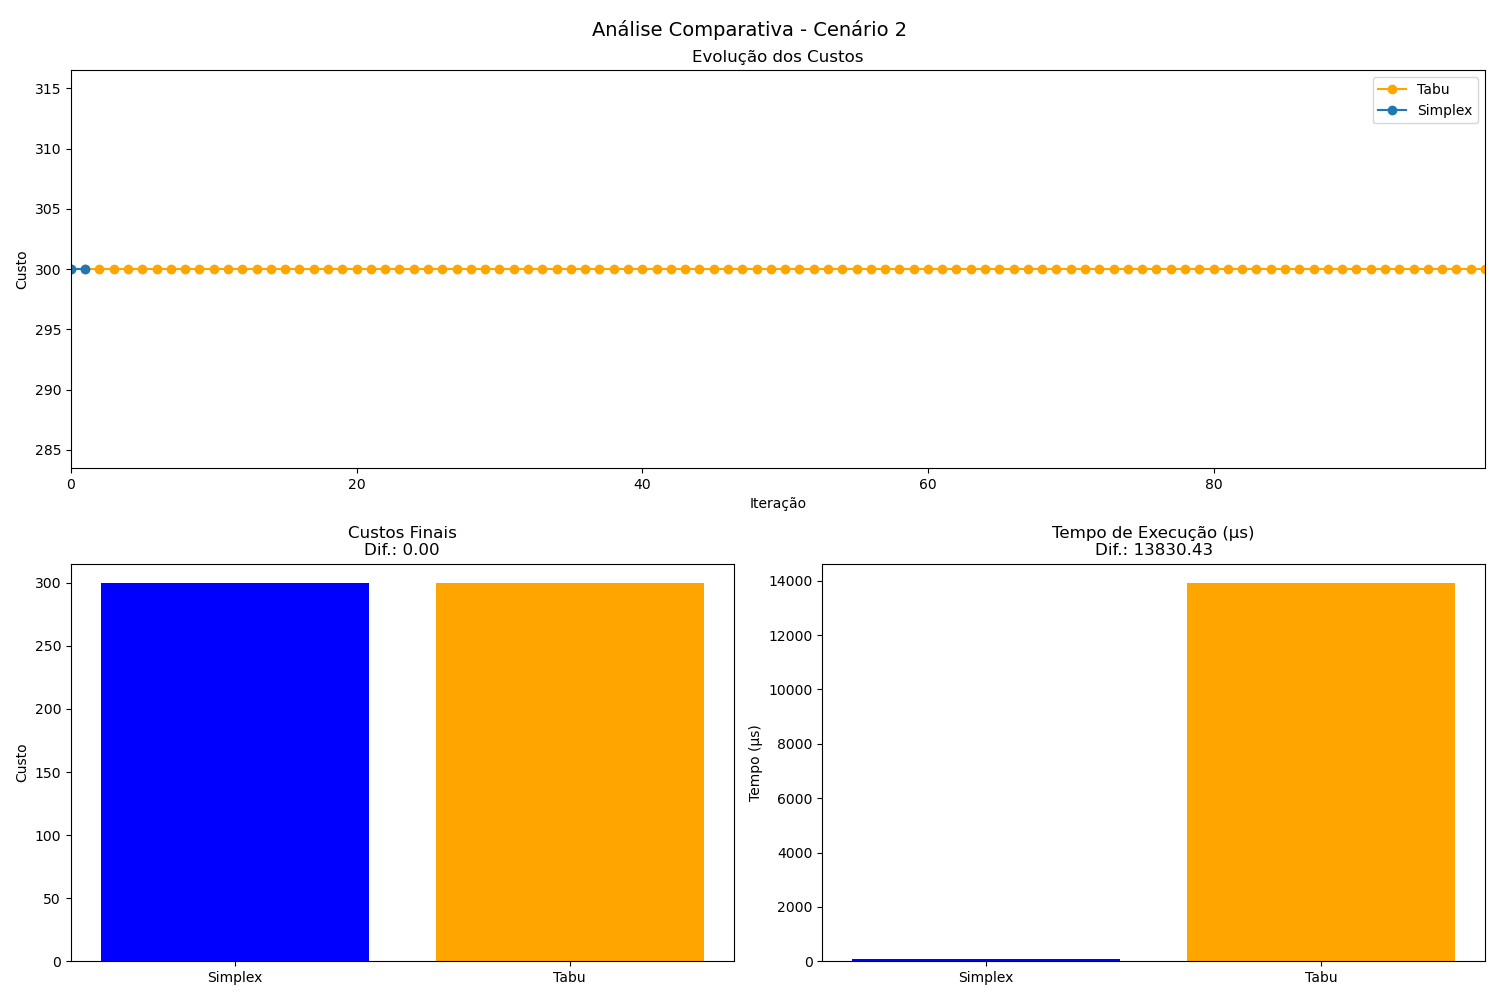 Análise Comparativa - Cenário 2
Evolução dos Custos
315
310
305
300
295
290
285
Custo
Tabu
Simplex
0 20 40 60 80
Iteração
Custos Finais
Dif.: 0.00
300
250
200
150
100
50
0
Custo
Simplex Tabu
Tempo de Execução (µs)
Dif.: 13830.43
14000
12000
10000
8000
6000
4000
2000
0
Tempo (µs)
Simplex Tabu